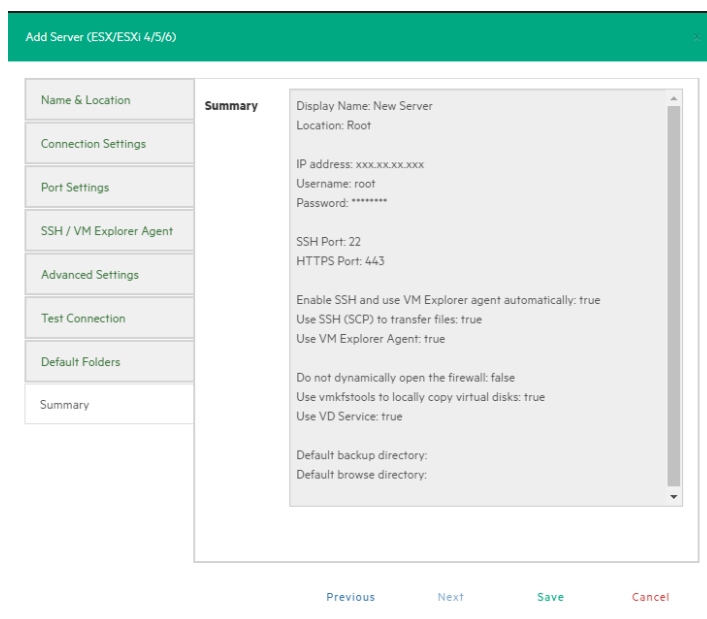 Add Server (ESX/ESXi 4/5/6)
x
Name & Location
Connection Settings
Port Settings
SSH / VM Explorer Agent
Advanced Settings
Test Connection
Default Folders
Summary
Summary
Display Name: New Server
Location: Root
IP address: xxx.xx.xx.xxx
Username: root
Password: ********
SSH Port: 22
HTTPS Port: 443
Enable SSH and use VM Explorer agent automatically: true
Use SSH (SCP) to transfer files: true
Use VM Explorer Agent: true
Do not dynamically open the firewall: false
Use vmkfstools to locally copy virtual disks: true
Use VD Service: true
Default backup directory:
Default browse directory:
Previous Next Save Cancel